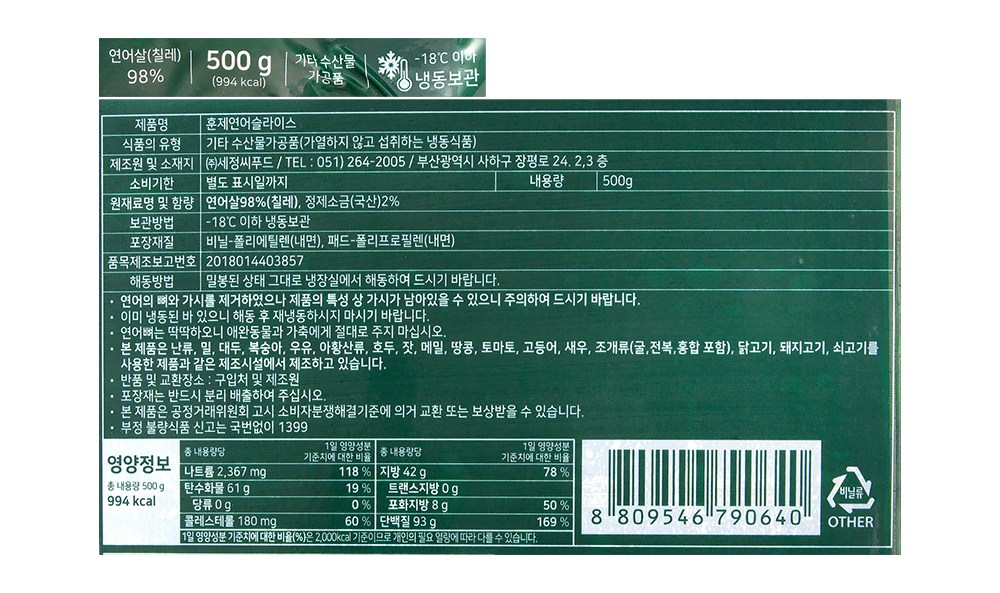 연어살(칠레)
98%
500 g
(994 kcal)
기타 수산물
가공품
-18℃ 이하
냉동보관
제품명 훈제연어슬라이스
식품의 유형 기타 수산물가공품(가열하지 않고 섭취하는 냉동식품)
제조원 및 소재지 ㈜세정씨푸드 / TEL : 051) 264-2005 / 부산광역시 사하구 장평로 24. 2,3 층
소비기한 별도 표시일까지 내용량 500g
원재료명 및 함량 연어살98%(칠레), 정제소금(국산)2%
보관방법 -18℃ 이하 냉동보관
포장재질 비닐-폴리에틸렌(내면), 패드-폴리프로필렌(내면)
품목제조보고번호 2018014403857
해동방법 밀봉된 상태 그대로 냉장실에서 해동하여 드시기 바랍니다.
· 연어의 뼈와 가시를 제거하였으나 제품의 특성 상 가시가 남아있을 수 있으니 주의하여 드시기 바랍니다.
· 이미 냉동된 바 있으니 해동 후 재냉동하시지 마시기 바랍니다.
· 연어뼈는 딱딱하오니 애완동물과 가축에게 절대로 주지 마십시오.
· 본 제품은 난류, 밀, 대두, 복숭아, 우유, 아황산류, 호두, 잣, 메밀, 땅콩, 토마토, 고등어, 새우, 조개류(굴,전복,홍합 포함), 닭고기, 돼지고기, 쇠고기를
사용한 제품과 같은 제조시설에서 제조하고 있습니다.
· 반품 및 교환장소 : 구입처 및 제조원
· 포장재는 반드시 분리 배출하여 주십시오.
· 본 제품은 공정거래위원회 고시 소비자분쟁해결기준에 의거 교환 또는 보상받을 수 있습니다.
· 부정 불량식품 신고는 국번없이 1399
영양정보
총 내용량 500 g
994 kcal
총 내용량당 1일 영양성분 기준치에 대한 비율
나트륨 2,367 mg 118 %
탄수화물 61 g 19 %
당류 0 g 0 %
콜레스테롤 180 mg 60 %
총 내용량당 1일 영양성분 기준치에 대한 비율
지방 42 g 78 %
트랜스지방 0 g
포화지방 8 g 50 %
단백질 93 g 169 %
1일 영양성분 기준치에 대한 비율(%)은 2,000kcal 기준이므로 개인의 필요 열량에 따라 다를 수 있습니다.
8 809546 790640
비닐류
OTHER